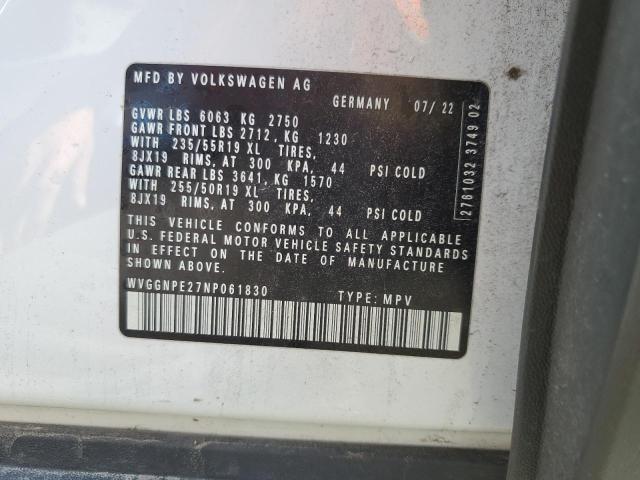 MFD BY VOLKSWAGEN AG
GERMANY 07/ 22
GVWR LBS 6063 KG 2750
GAWR FRONT LBS 2712, KG 1230
WITH 235/55R19 XL TIRES,
8JX19 RIMS, AT 300 KPA, 44 PSI COLD
GAWR REAR LBS 3641, KG 1570
WITH 255/50R19 XL TIRES,
8JX19 RIMS, AT 300 KPA, 44 PSI COLD
THIS VEHICLE CONFORMS TO ALL APPLICABLE
U.S. FEDERAL MOTOR VEHICLE SAFETY STANDARDS
IN EFFECT ON THE DATE OF MANUFACTURE
SHOWN ABOVE.
WVGGNPE27NP061830 TYPE: MPV
2761032 3749 02